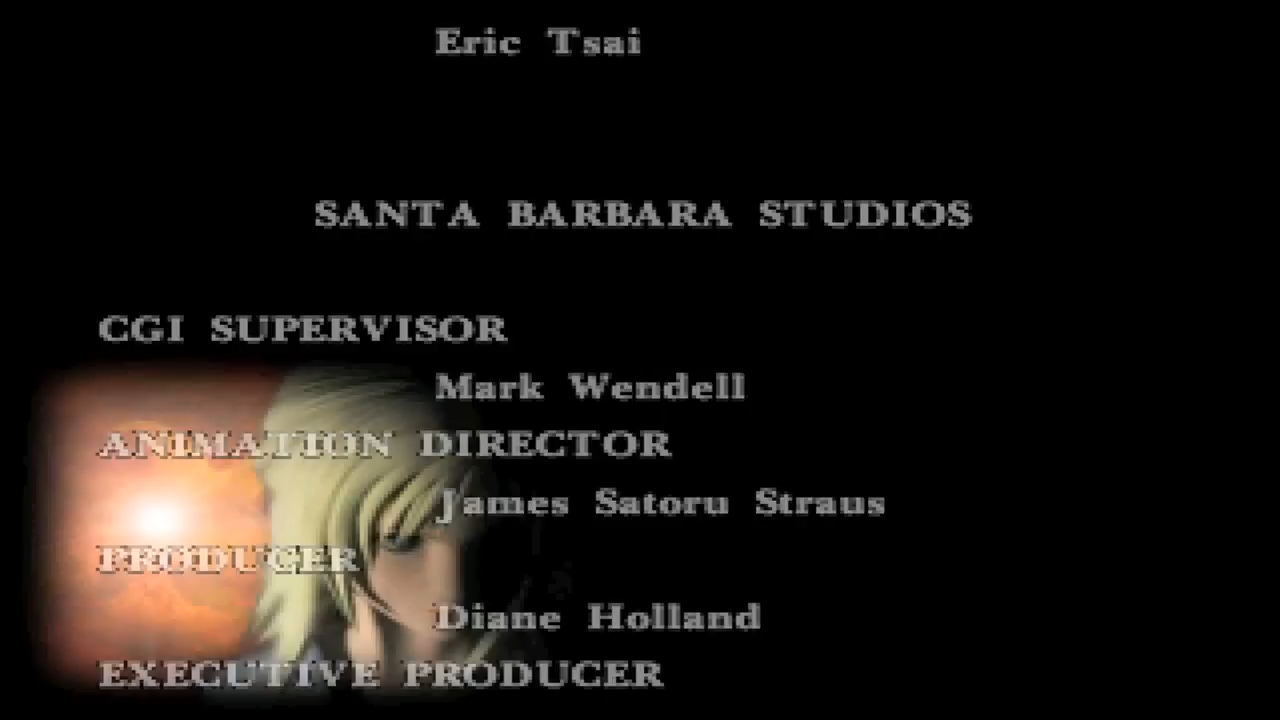 Eric Tsai
SANTA BARBARA STUDIOS
CGI SUPERVISOR
Mark Wendell
ANIMATION DIRECTOR
James Satoru Straus
PRODUCER
Diane Holland
EXECUTIVE PRODUCER